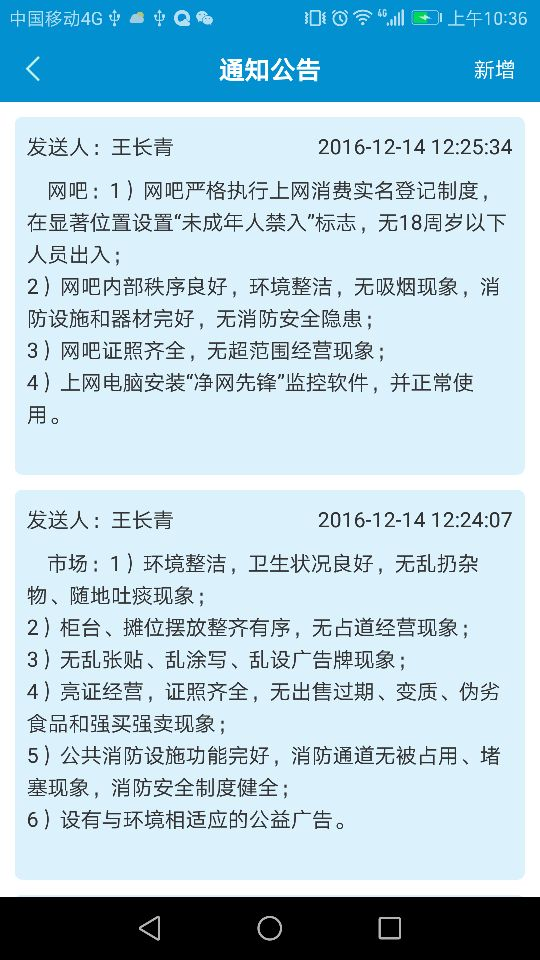 中国移动4G 4G 上午10:36
通知公告 新增
发送人：王长青 2016-12-14 12:25:34
网吧：1）网吧严格执行上网消费实名登记制度，
在显著位置设置“未成年人禁入”标志，无18周岁以下
人员出入；
2）网吧内部秩序良好，环境整洁，无吸烟现象，消
防设施和器材完好，无消防安全隐患；
3）网吧证照齐全，无超范围经营现象；
4）上网电脑安装“净网先锋”监控软件，并正常使
用。
发送人：王长青 2016-12-14 12:24:07
市场：1）环境整洁，卫生状况良好，无乱扔杂
物、随地吐痰现象；
2）柜台、摊位摆放整齐有序，无占道经营现象；
3）无乱张贴、乱涂写、乱设广告牌现象；
4）亮证经营，证照齐全，无出售过期、变质、伪劣
食品和强买强卖现象；
5）公共消防设施功能完好，消防通道无被占用、堵
塞现象，消防安全制度健全；
6）设有与环境相适应的公益广告。